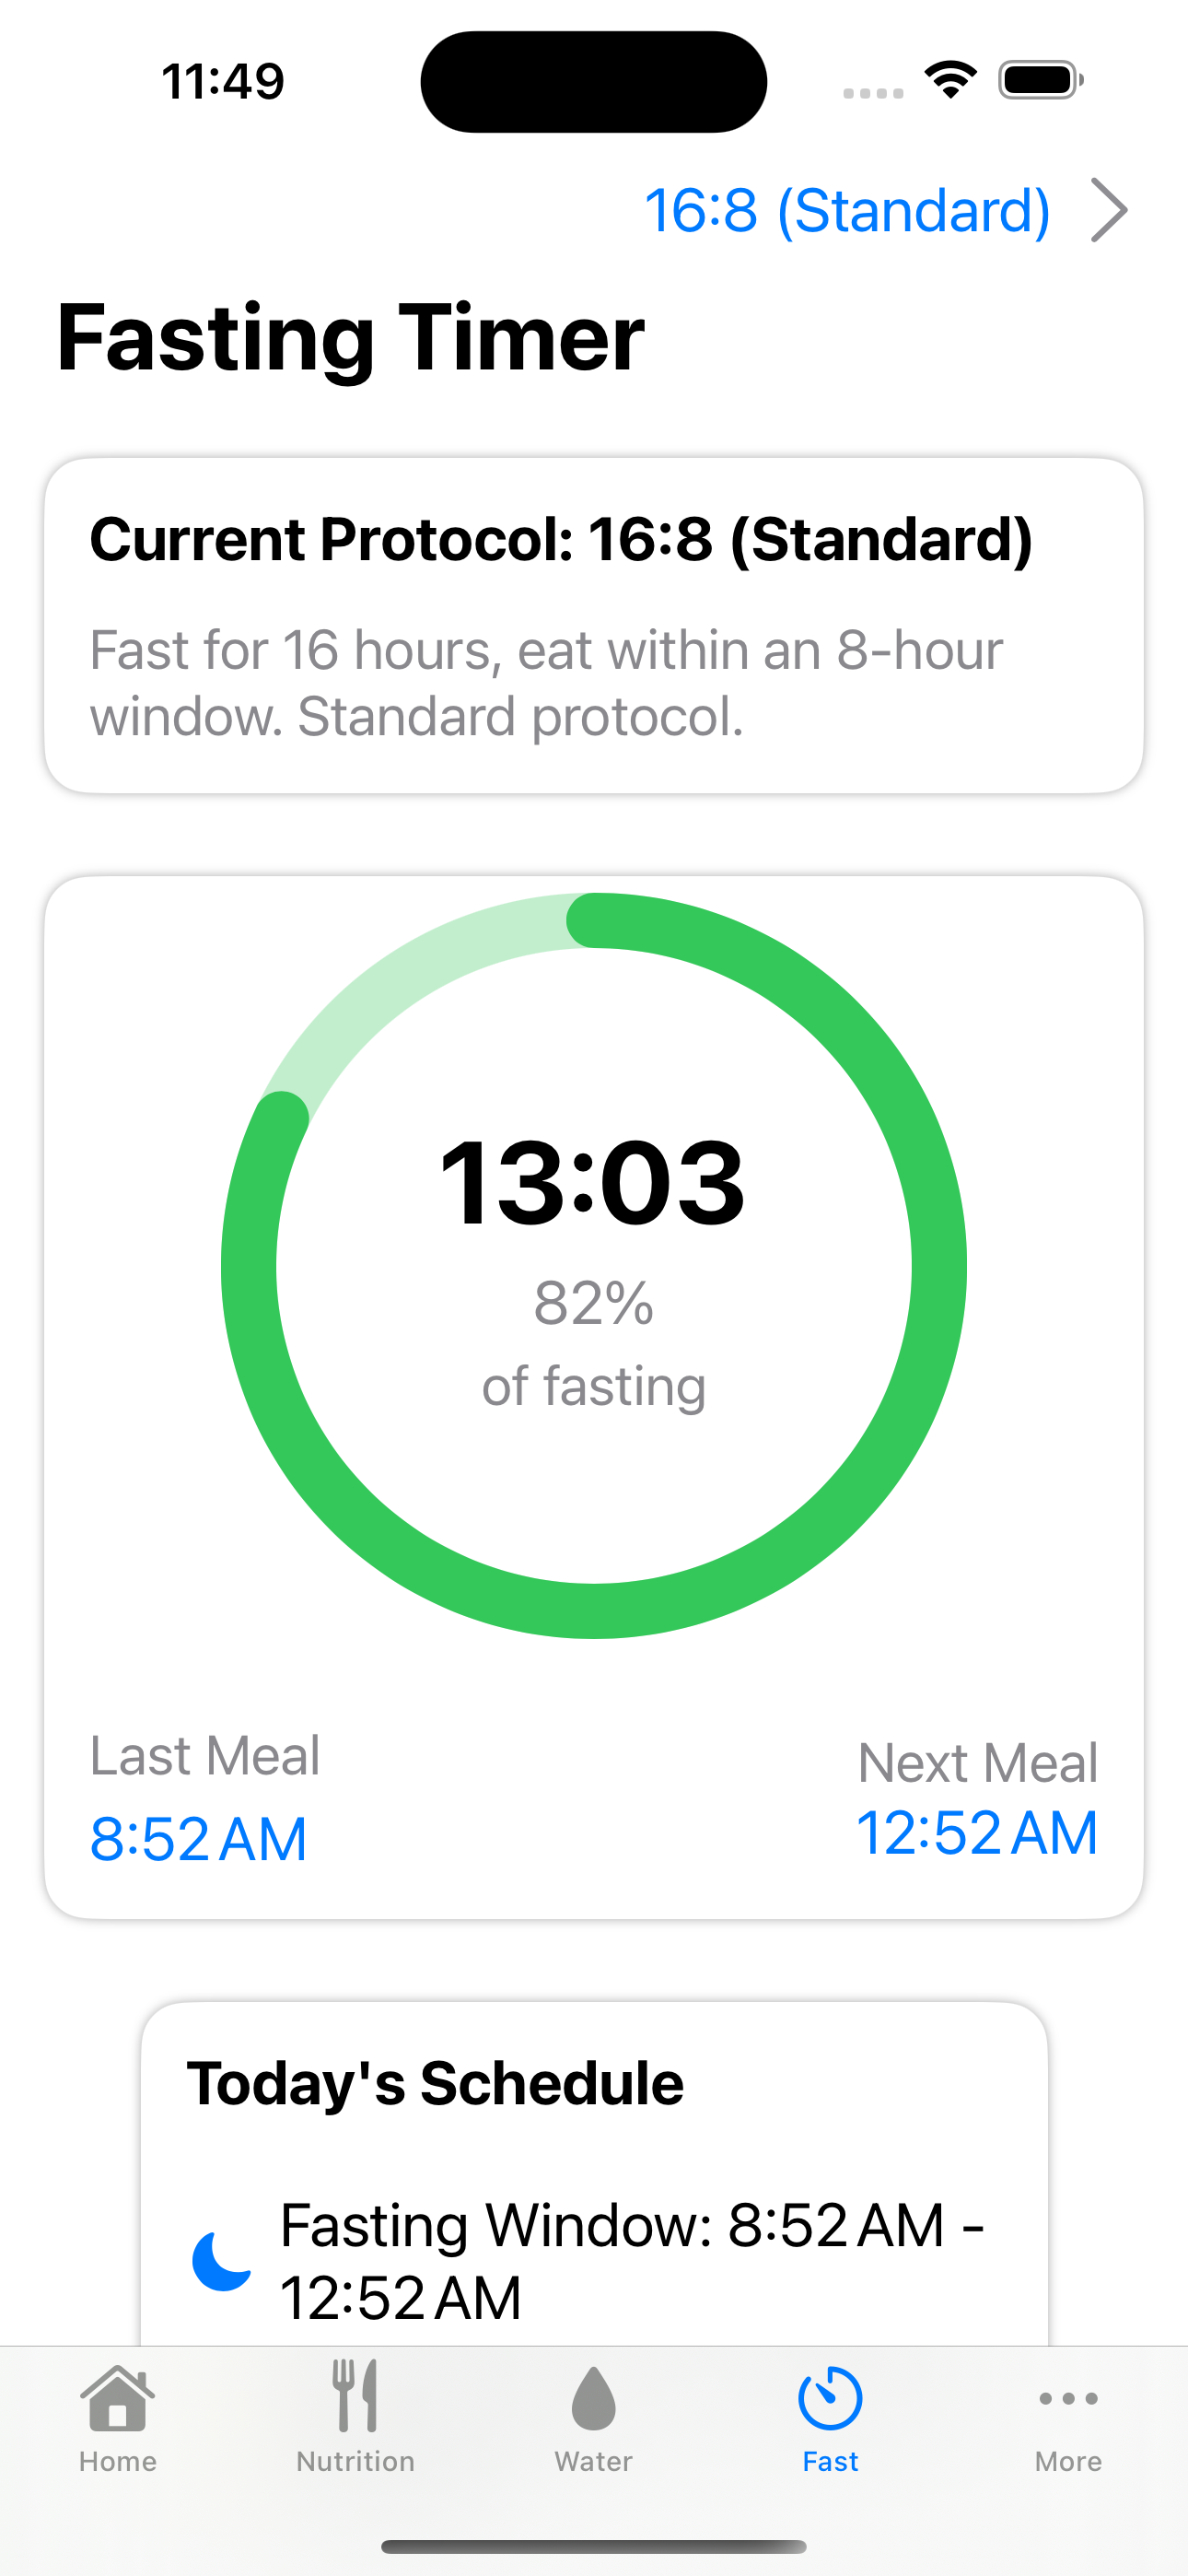 11:49
16:8 (Standard)
Fasting Timer
Current Protocol: 16:8 (Standard)
Fast for 16 hours, eat within an 8-hour
window. Standard protocol.
13:03
82%
of fasting
Last Meal
8:52 AM
Next Meal
12:52 AM
Today's Schedule
Fasting Window: 8:52 AM -
12:52 AM
Home
Nutrition
Water
Fast
More